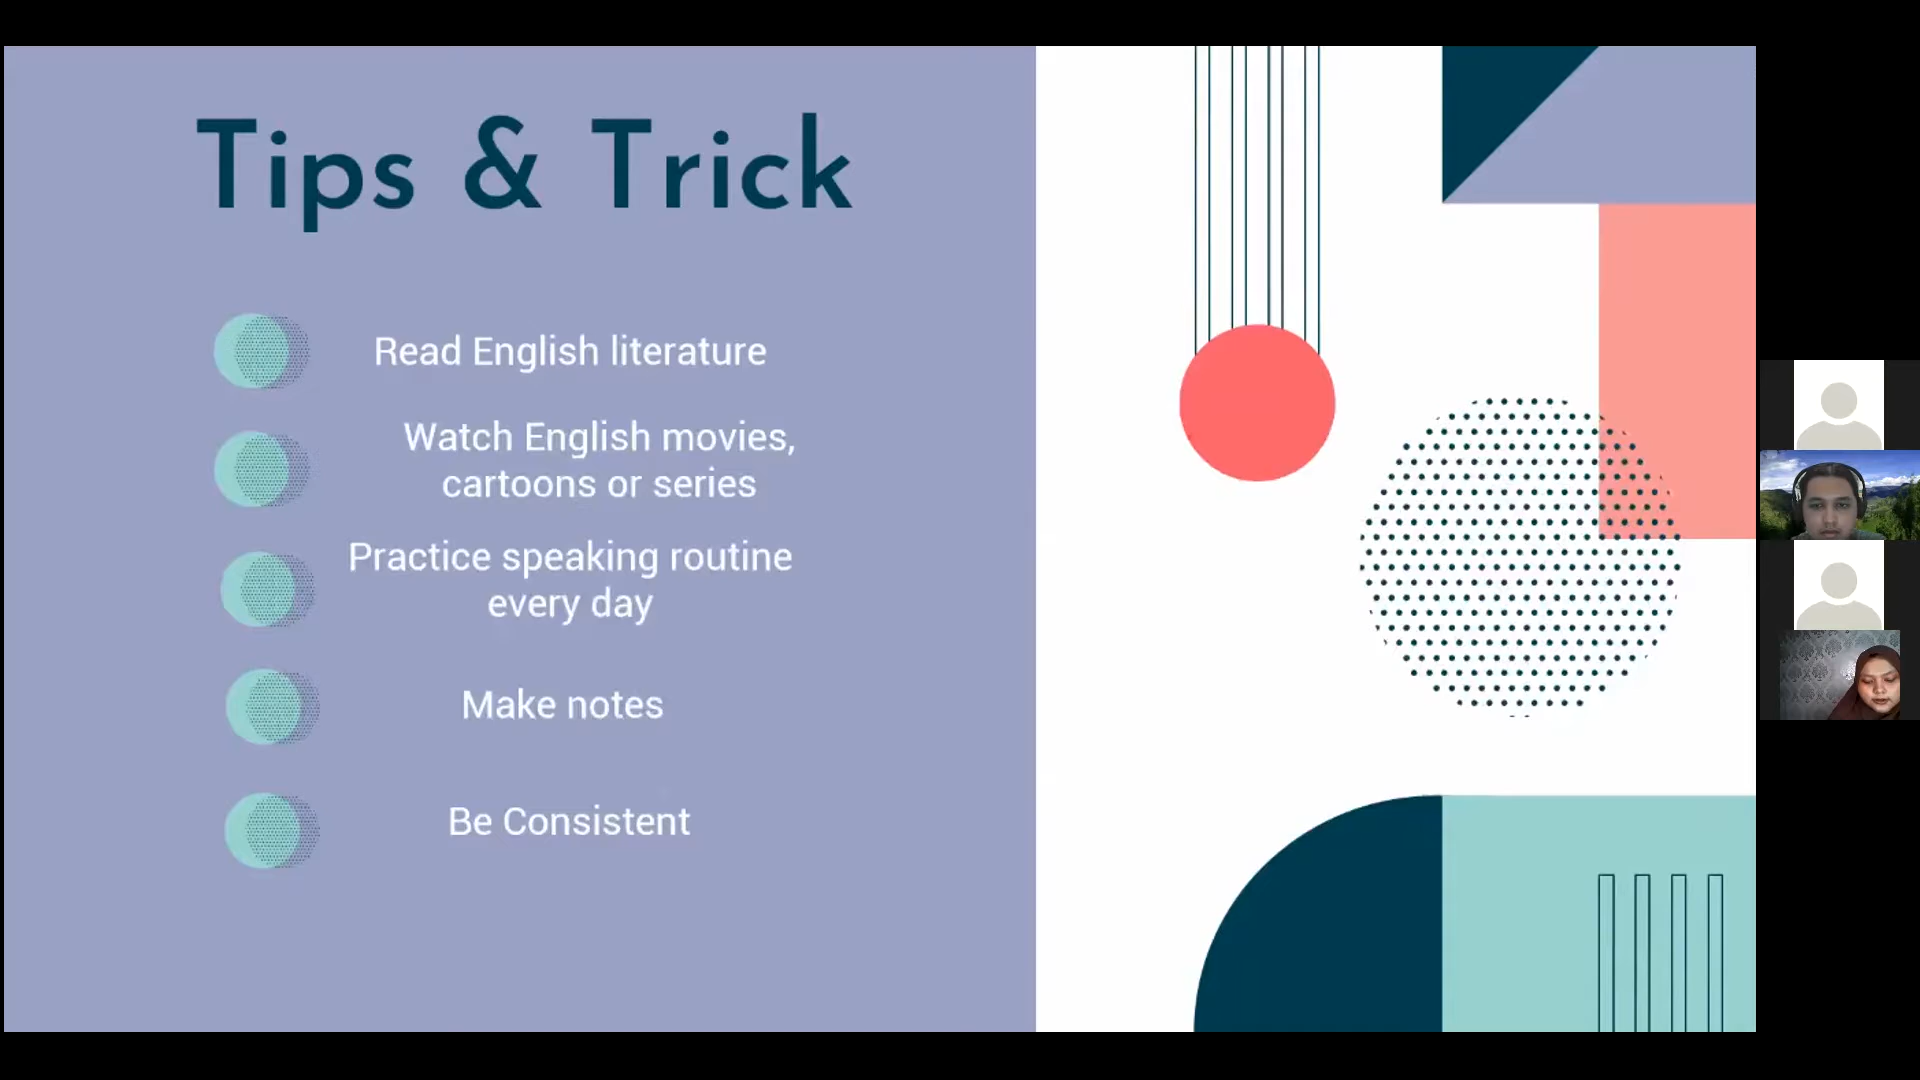 Tips & Trick
Read English literature
Watch English movies,
cartoons or series
Practice speaking routine
every day
Make notes
Be Consistent